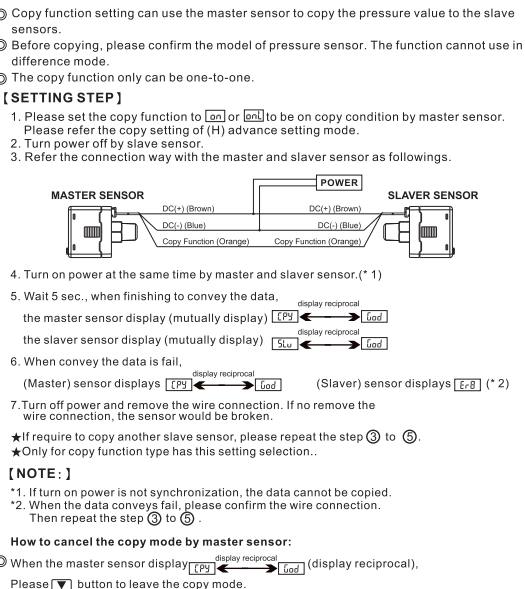 ◎ Copy function setting can use the master sensor to copy the pressure value to the slave
sensors.
◎ Before copying, please confirm the model of pressure sensor. The function cannot use in
difference mode.
◎ The copy function only can be one-to-one.
【SETTING STEP】
1. Please set the copy function to on or onL to be on copy condition by master sensor.
Please refer the copy setting of (H) advance setting mode.
2. Turn power off by slave sensor.
3. Refer the connection way with the master and slaver sensor as followings.
POWER
MASTER SENSOR SLAVER SENSOR
DC(+) (Brown) DC(+) (Brown)
DC(-) (Blue) DC(-) (Blue)
Copy Function (Orange) Copy Function (Orange)
4. Turn on power at the same time by master and slaver sensor.(* 1)
5. Wait 5 sec., when finishing to convey the data,
display reciprocal
the master sensor display (mutually display) CPY God
display reciprocal
the slaver sensor display (mutually display) SLv God
6. When convey the data is fail,
display reciprocal
(Master) sensor displays CPY God (Slaver) sensor displays Er8 (* 2)
7.Turn off power and remove the wire connection. If no remove the
wire connection, the sensor would be broken.
★If require to copy another slave sensor, please repeat the step ③ to ⑤.
★Only for copy function type has this setting selection..
【NOTE: 】
*1. If turn on power is not synchronization, the data cannot be copied.
*2. When the data conveys fail, please confirm the wire connection.
Then repeat the step ③ to ⑤ .
How to cancel the copy mode by master sensor:
display reciprocal
◎ When the master sensor display CPY God (display reciprocal),
Please ▼ button to leave the copy mode.